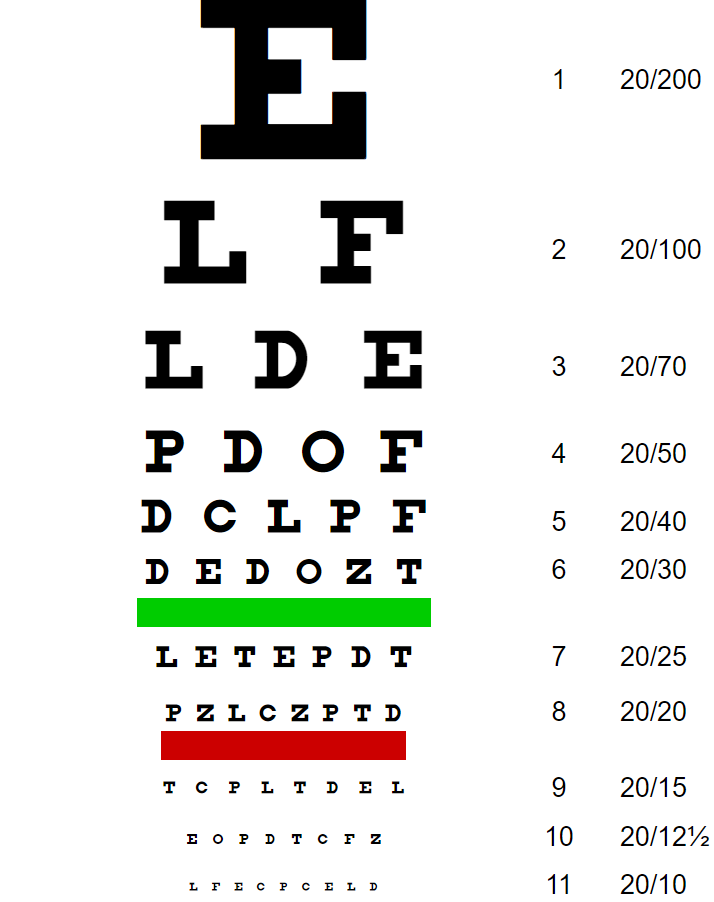 E 1 20/200
L F 2 20/100
L D E 3 20/70
P D O F 4 20/50
D C L P F 5 20/40
D E D O Z T 6 20/30
L E T E P D T 7 20/25
P Z L C Z P T D 8 20/20
T C P L T D E L 9 20/15
E O P D T C F Z 10 20/12½
L F E C P C E L D 11 20/10